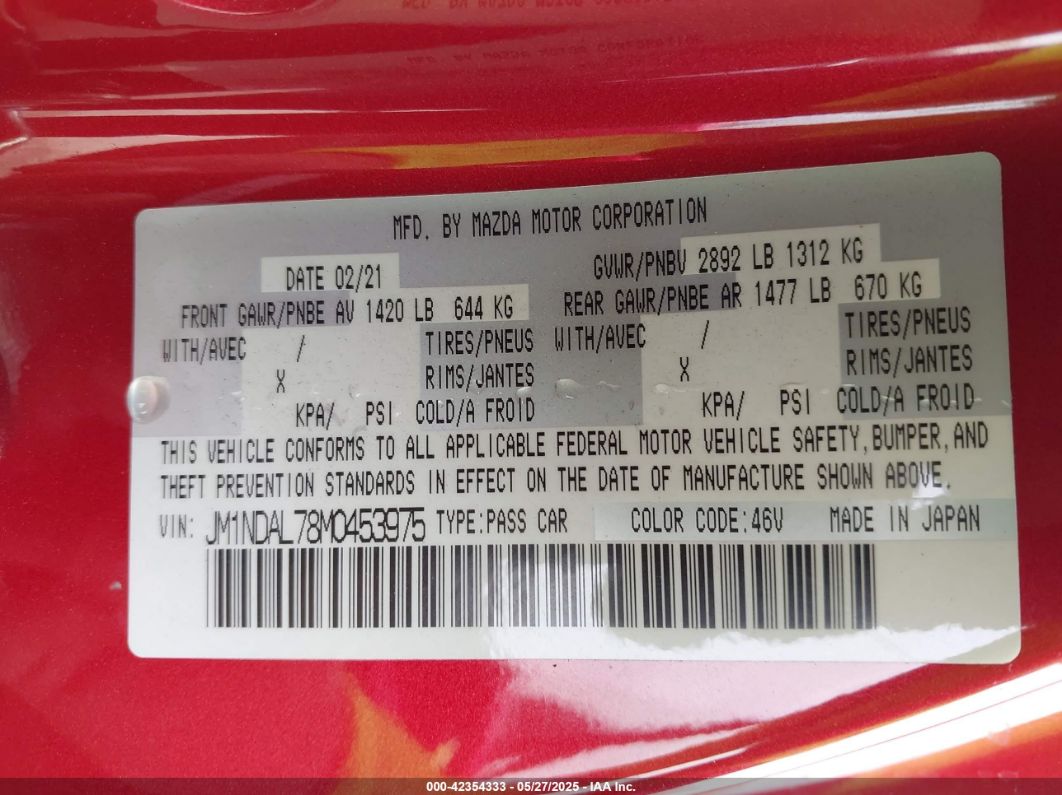 MFD. BY MAZDA MOTOR CORPORATION
DATE 02/21 GVWR/PNBV 2892 LB 1312 KG
FRONT GAWR/PNBE AV 1420 LB 644 KG REAR GAWR/PNBE AR 1477 LB 670 KG
WITH/AVEC / TIRES/PNEUS WITH/AVEC / TIRES/PNEUS
X RIMS/JANTES X RIMS/JANTES
KPA/ PSI COLD/A FROID KPA/ PSI COLD/A FROID
THIS VEHICLE CONFORMS TO ALL APPLICABLE FEDERAL MOTOR VEHICLE SAFETY, BUMPER, AND
THEFT PREVENTION STANDARDS IN EFFECT ON THE DATE OF MANUFACTURE SHOWN ABOVE.
VIN: JM1NDAL78M0453975 TYPE:PASS CAR COLOR CODE:46V MADE IN JAPAN
000-42354333 - 05/27/2025 - IAA Inc.